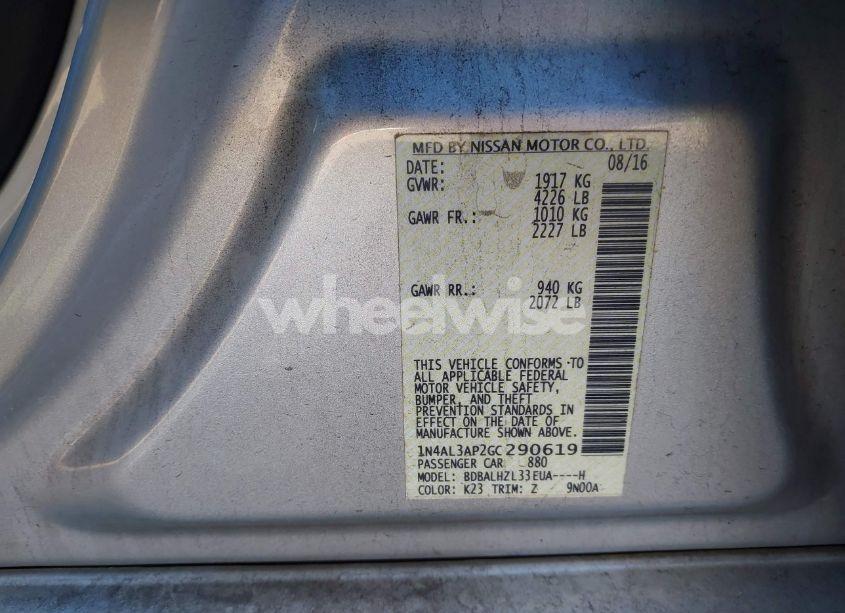 MFD BY NISSAN MOTOR CO., LTD.
DATE: 08/16
GVWR: 1917 KG
4226 LB
GAWR FR.: 1010 KG
2227 LB
GAWR RR.: 940 KG
2072 LB
wheelwise
THIS VEHICLE CONFORMS TO
ALL APPLICABLE FEDERAL
MOTOR VEHICLE SAFETY,
BUMPER, AND THEFT
PREVENTION STANDARDS IN
EFFECT ON THE DATE OF
MANUFACTURE SHOWN ABOVE.
1N4AL3AP2GC290619
PASSENGER CAR 880
MODEL: BDBALHZL33EUA----H
COLOR: K23 TRIM: Z 9N00A